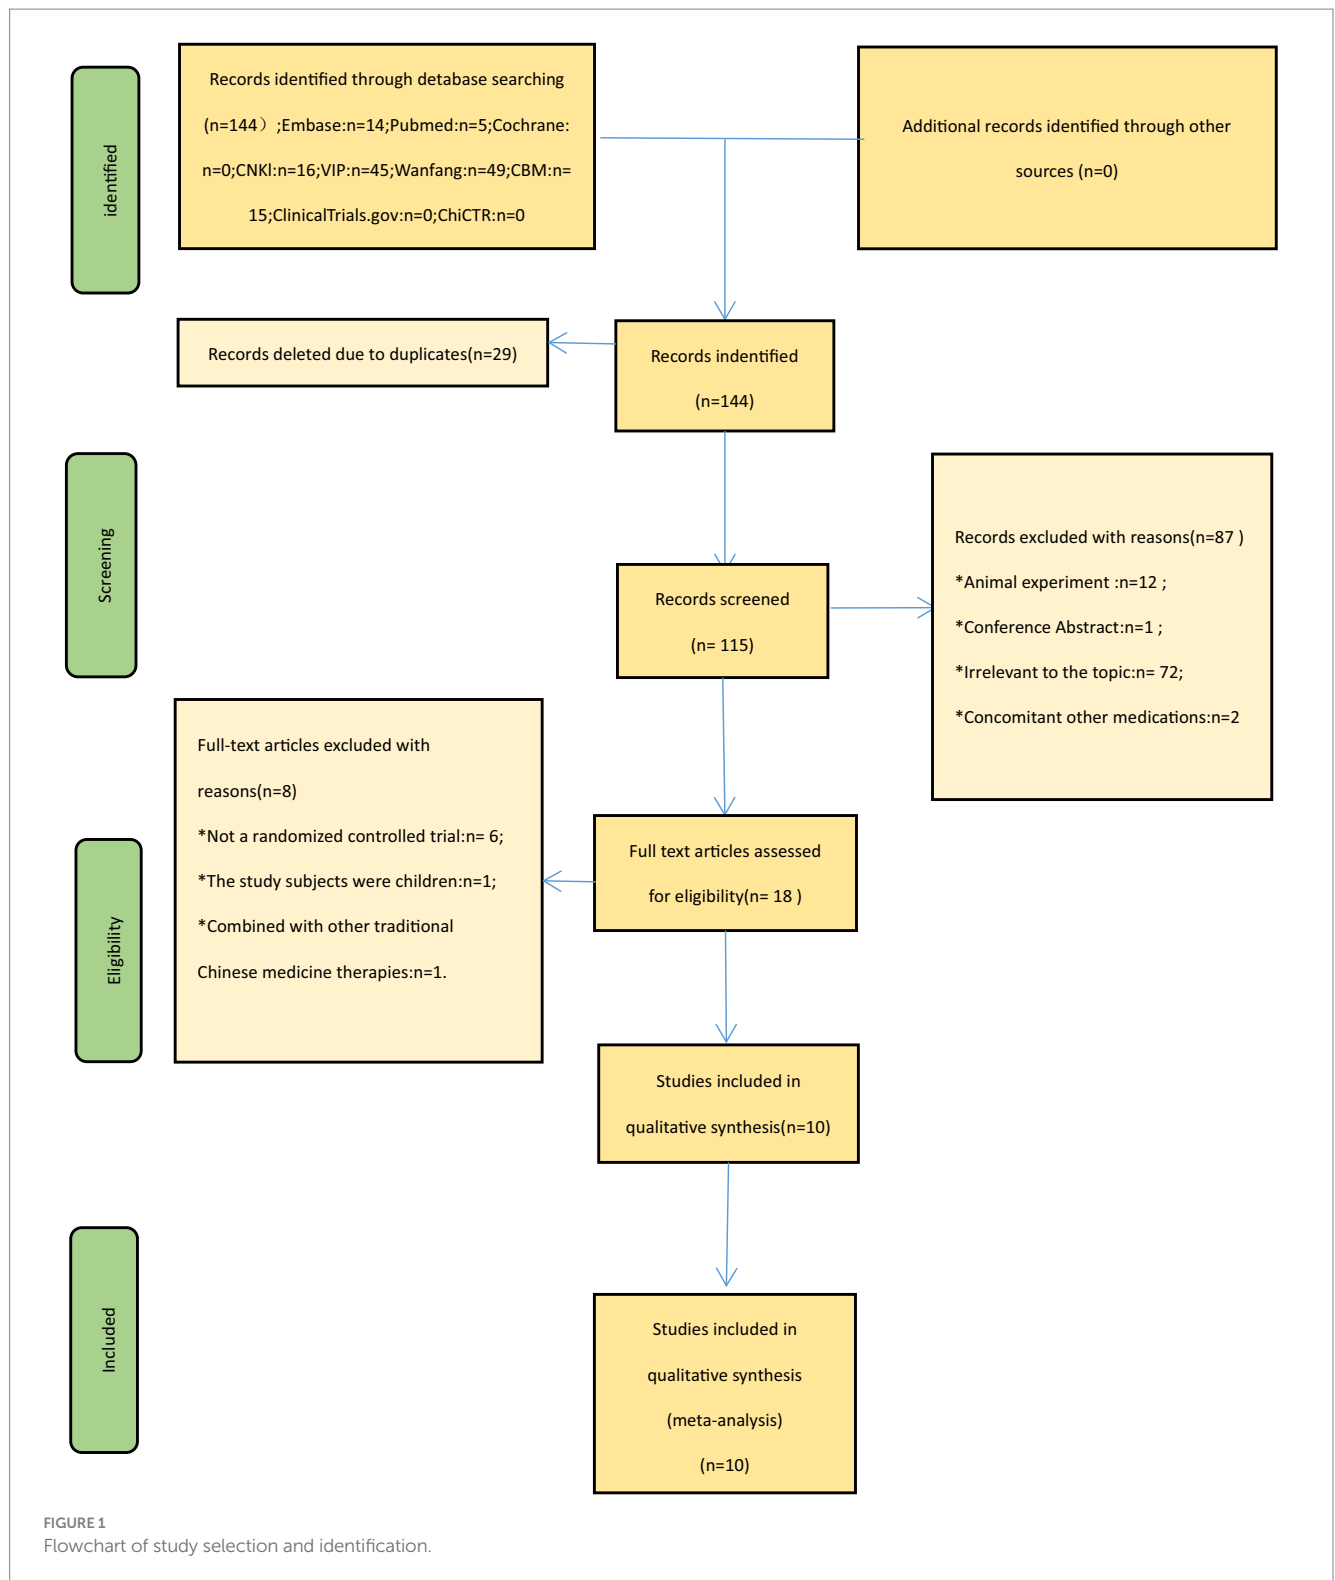 identified
Records identified through detabase searching
(n=144）;Embase:n=14;Pubmed:n=5;Cochrane:
n=0;CNKl:n=16;VIP:n=45;Wanfang:n=49;CBM:n=
15;ClinicalTrials.gov:n=0;ChiCTR:n=0
Additional records identified through other
sources (n=0)
Records deleted due to duplicates(n=29)
Records indentified
(n=144)
Screening
Records screened
(n= 115)
Records excluded with reasons(n=87 )
*Animal experiment :n=12 ;
*Conference Abstract:n=1 ;
*Irrelevant to the topic:n= 72;
*Concomitant other medications:n=2
Full-text articles excluded with
reasons(n=8)
*Not a randomized controlled trial:n= 6;
*The study subjects were children:n=1;
*Combined with other traditional
Chinese medicine therapies:n=1.
Eligibility
Full text articles assessed
for eligibility(n= 18 )
Studies included in
qualitative synthesis(n=10)
Included
Studies included in
qualitative synthesis
(meta-analysis)
(n=10)
FIGURE 1
Flowchart of study selection and identification.